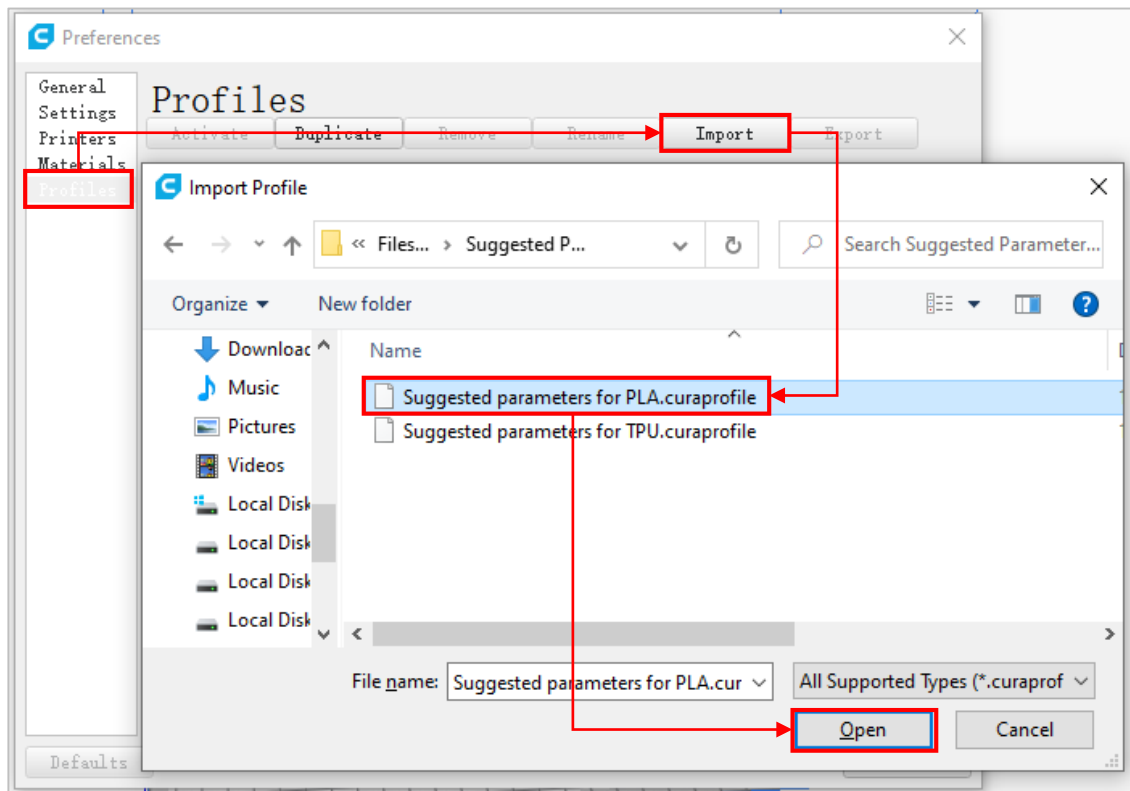 Preferences
General
Settings
Printers
Materials
Profiles
Profiles
Activate Duplicate Remove Rename Import Export
Import Profile
« Files... › Suggested P...
Search Suggested Parameter...
Organize New folder
Downloac
Music
Pictures
Videos
Local Disk
Local Disk
Local Disk
Local Disk
Name
Suggested parameters for PLA.curaprofile
Suggested parameters for TPU.curaprofile
File name: Suggested parameters for PLA.cur
All Supported Types (*.curaprof
Open Cancel
Defaults